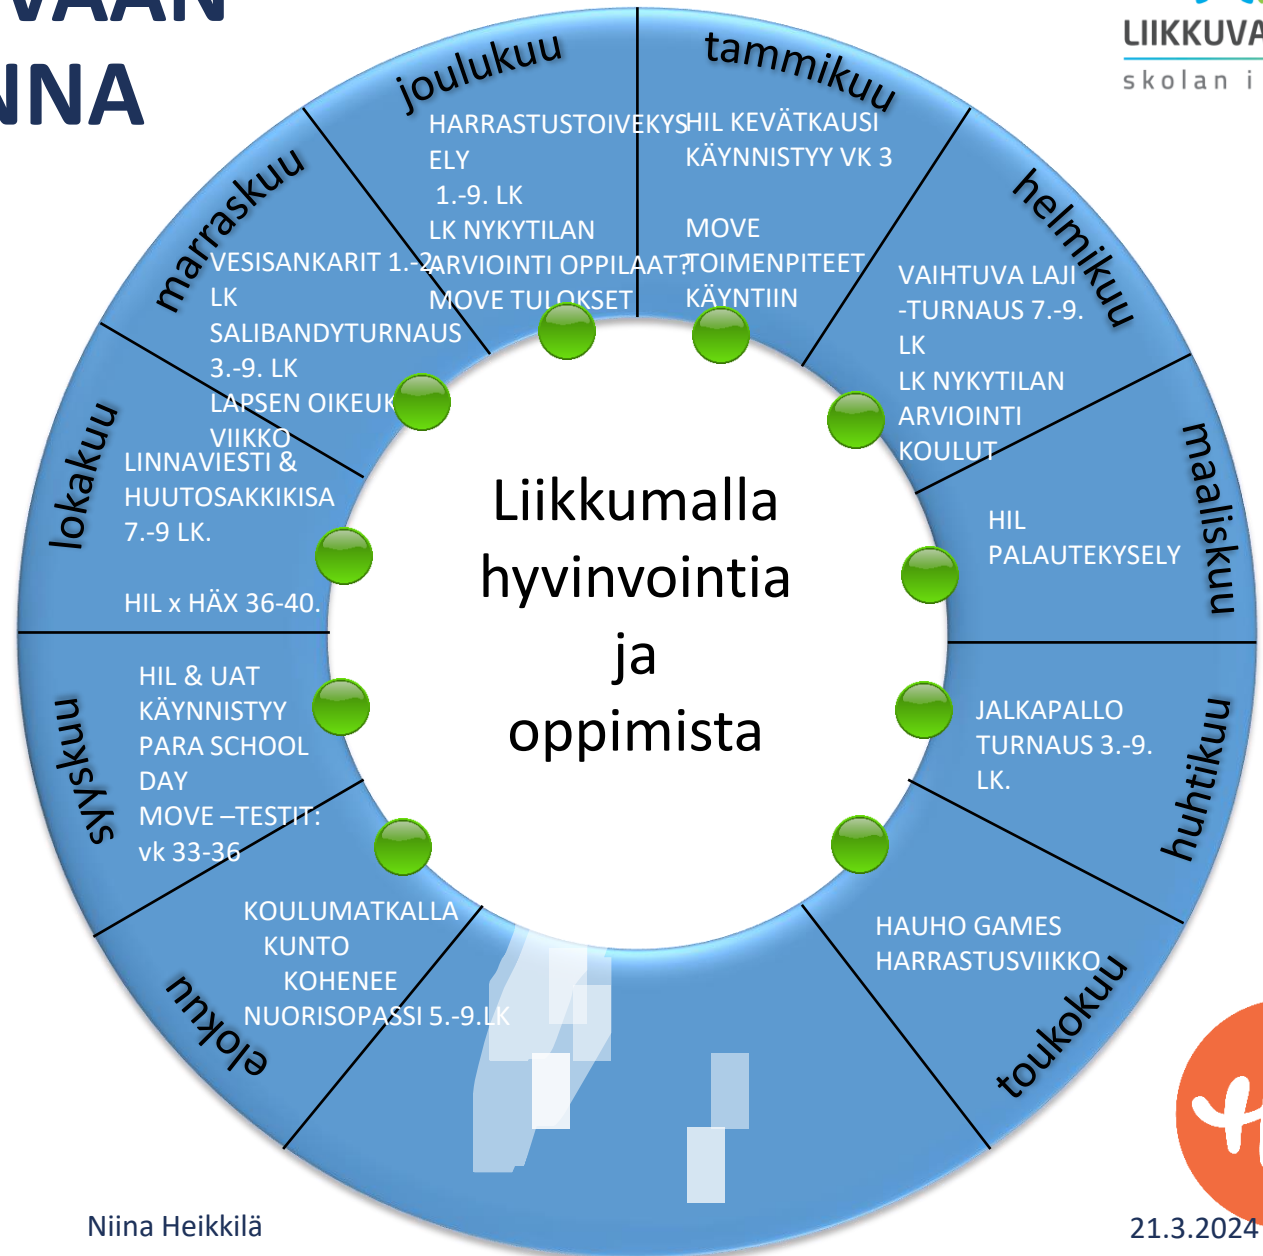 VAAN
NNA
LIIKKUVA
skolan i
joulukuu
HARRASTUSTOIVEKYS
ELY
1.-9. LK
LK NYKYTILAN
ARVIOINTI OPPILAAT?
MOVE TULOKSET
tammikuu
HIL KEVÄTKAUSI
KÄYNNISTYY VK 3
MOVE
TOIMENPITEET
KÄYNTIIN
helmikuu
VAIHTUVA LAJI
-TURNAUS 7.-9.
LK
LK NYKYTILAN
ARVIOINTI
KOULUT
maaliskuu
HIL
PALAUTEKYSELY
huhtikuu
JALKAPALLO
TURNAUS 3.-9.
LK.
toukokuu
HAUHO GAMES
HARRASTUSVIIKKO
elokuu
KOULUMATKALLA
KUNTO
KOHENEE
NUORISOPASSI 5.-9.LK
syyskuu
HIL & UAT
KÄYNNISTYY
PARA SCHOOL
DAY
MOVE –TESTIT:
vk 33-36
lokakuu
LINNAVIESTI &
HUUTOSAKKIKISA
7.-9 LK.
HIL x HÄX 36-40.
marraskuu
VESISANKARIT 1.-2
LK
SALIBANDYTURNAUS
3.-9. LK
LAPSEN OIKEUK
VIIKKO
Liikkumalla
hyvinvointia
ja
oppimista
Niina Heikkilä
21.3.2024